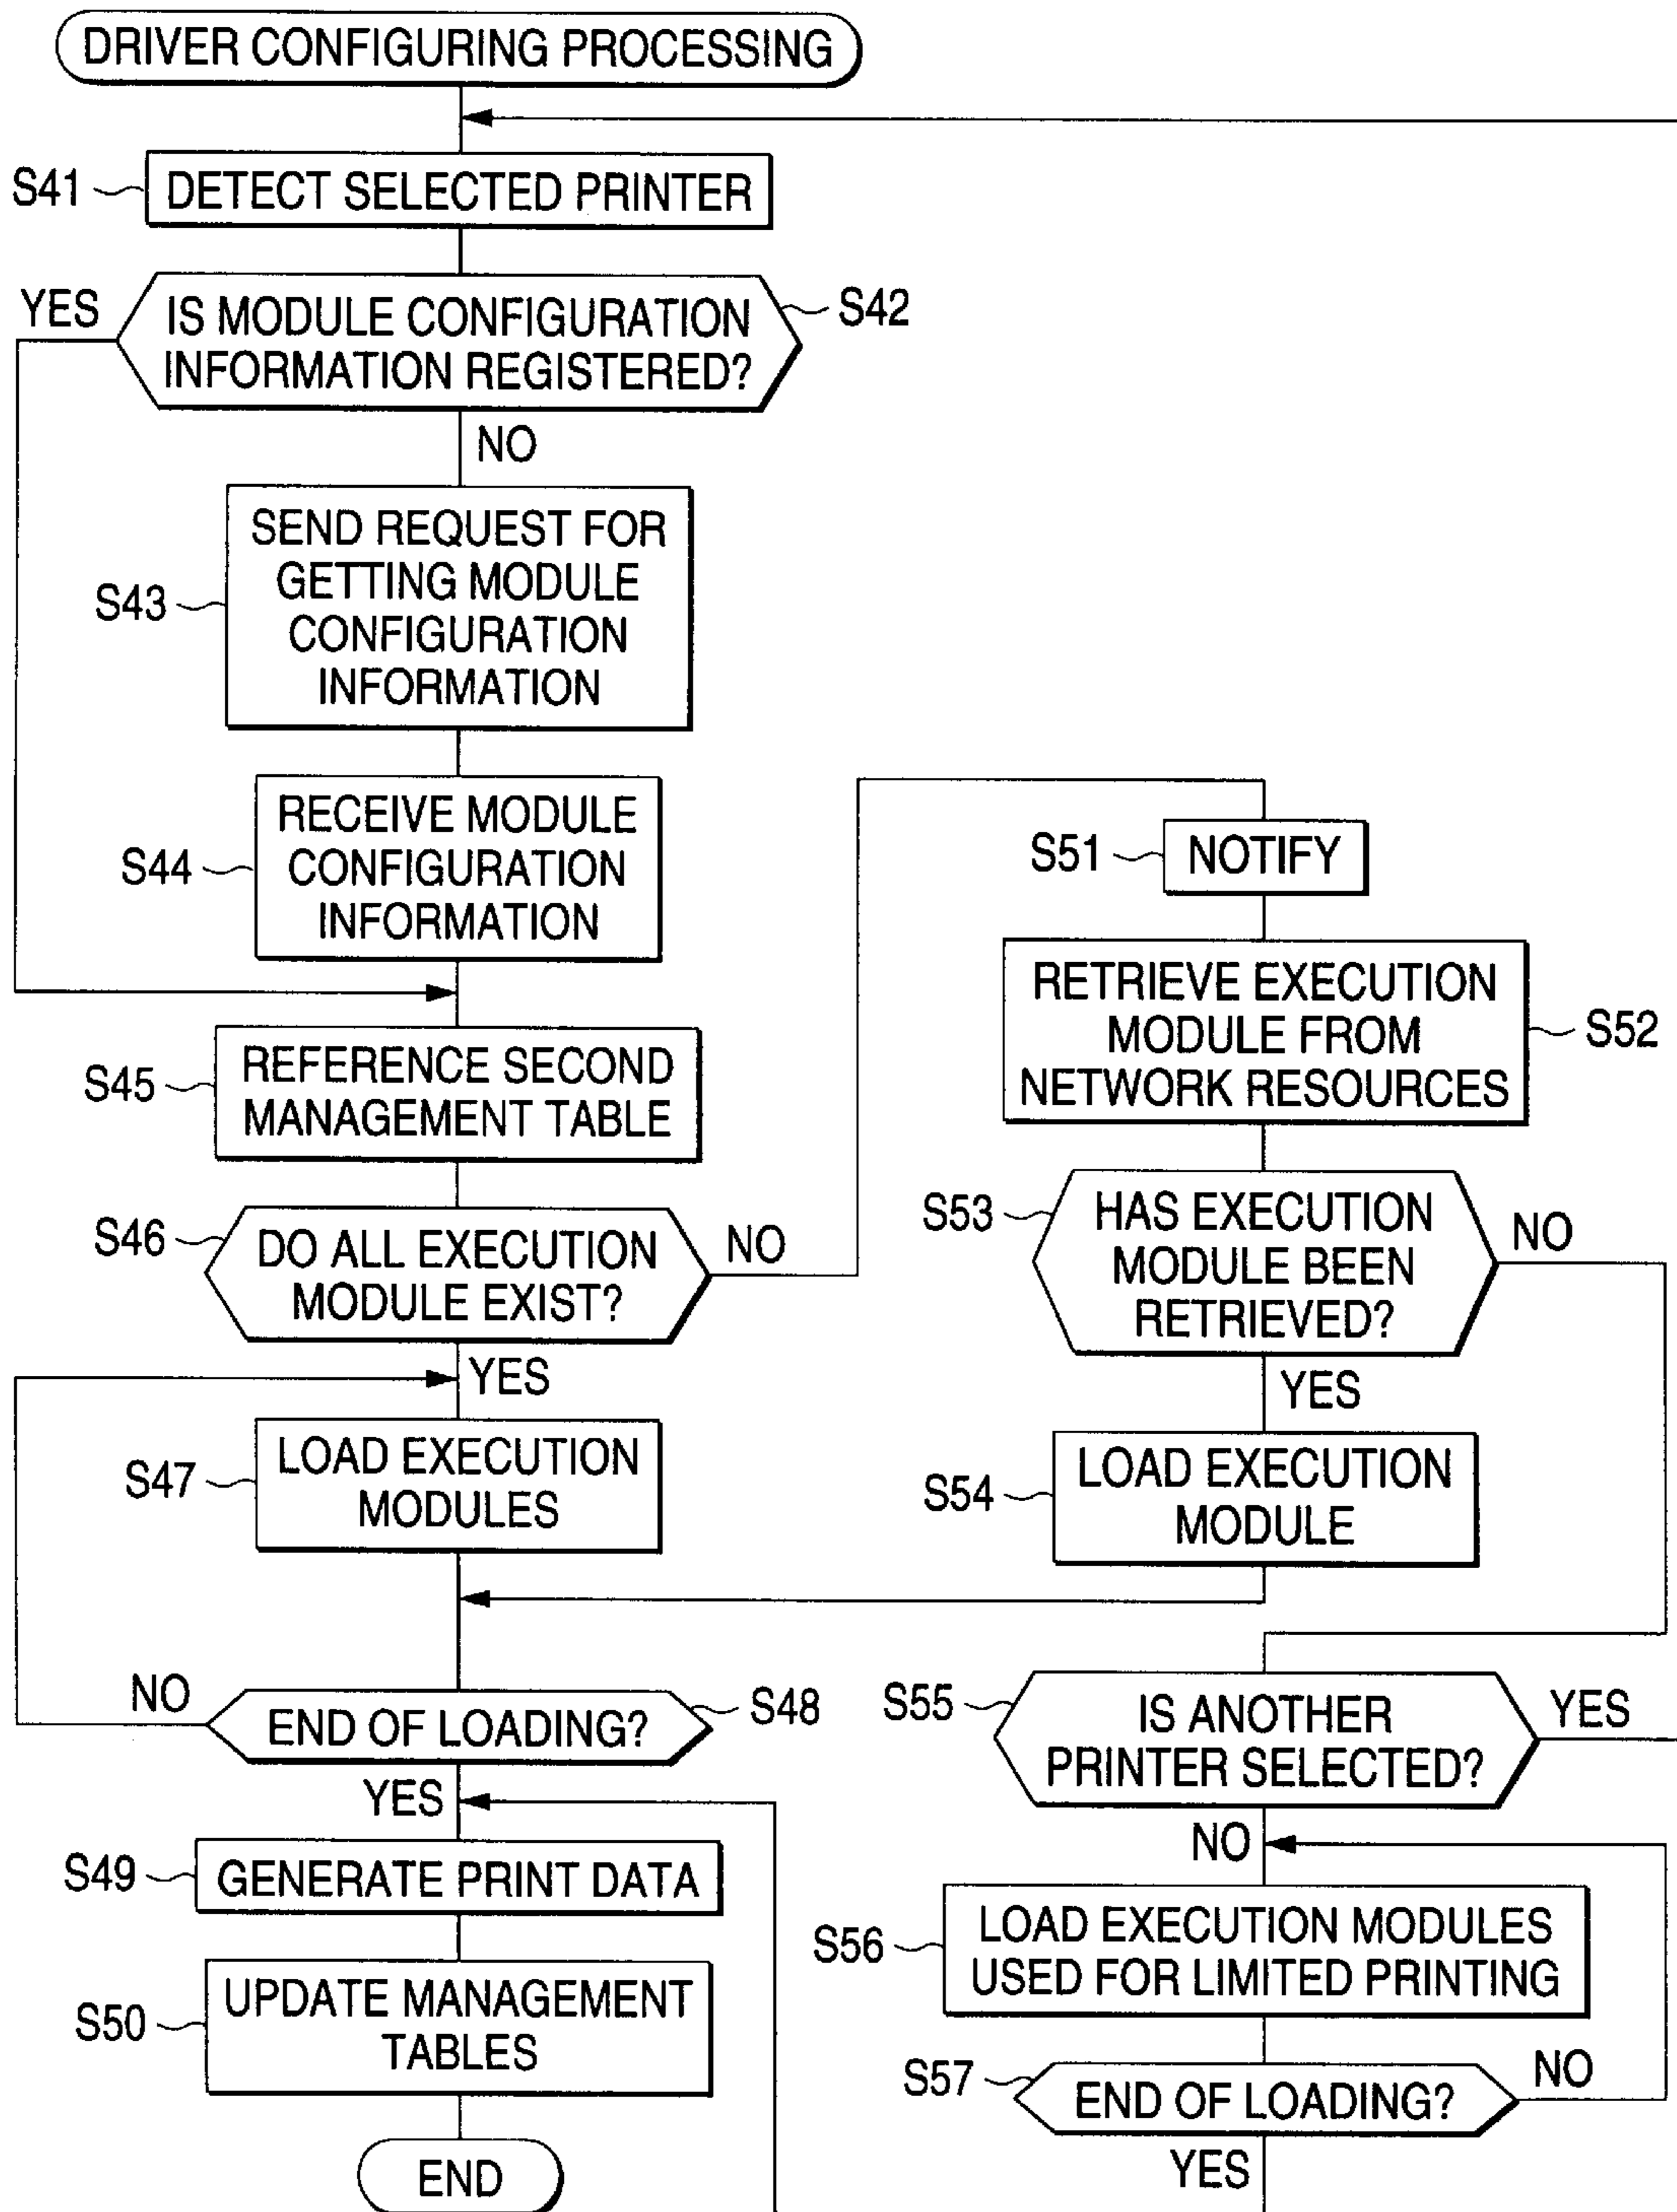 DRIVER CONFIGURING PROCESSING
S41
DETECT SELECTED PRINTER
YES
IS MODULE CONFIGURATION
INFORMATION REGISTERED?
S42
NO
S43
SEND REQUEST FOR
GETTING MODULE
CONFIGURATION
INFORMATION
S44
RECEIVE MODULE
CONFIGURATION
INFORMATION
S45
REFERENCE SECOND
MANAGEMENT TABLE
S46
DO ALL EXECUTION
MODULE EXIST?
NO
YES
S47
LOAD EXECUTION
MODULES
NO
END OF LOADING?
S48
YES
S49
GENERATE PRINT DATA
S50
UPDATE MANAGEMENT
TABLES
END
S51
NOTIFY
RETRIEVE EXECUTION
MODULE FROM
NETWORK RESOURCES
S52
S53
HAS EXECUTION
MODULE BEEN
RETRIEVED?
NO
YES
S54
LOAD EXECUTION
MODULE
S55
IS ANOTHER
PRINTER SELECTED?
YES
NO
S56
LOAD EXECUTION MODULES
USED FOR LIMITED PRINTING
S57
END OF LOADING?
NO
YES